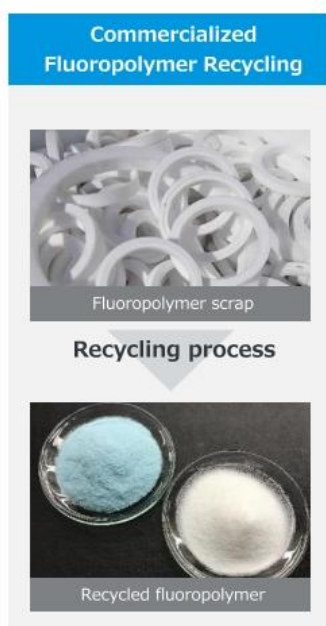 Commercialized
Fluoropolymer Recycling
Fluoropolymer scrap
Recycling process
Recycled fluoropolymer